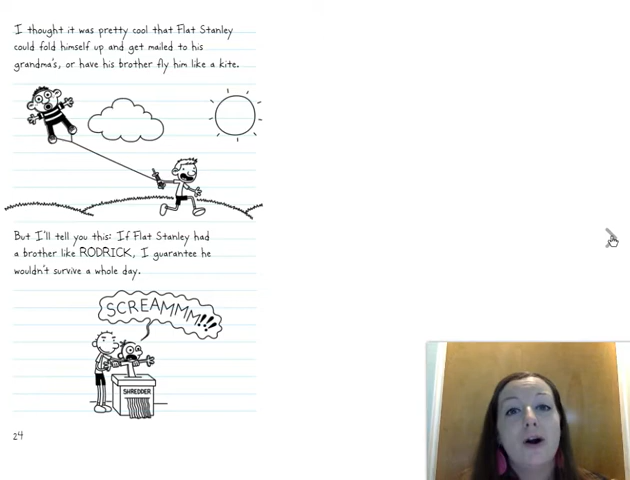 I thought it was pretty cool that Flat Stanley
could fold himself up and get mailed to his
grandma's, or have his brother fly him like a kite.
But I'll tell you this: If Flat Stanley had
a brother like RODRICK, I guarantee he
wouldn't survive a whole day.
SCREAMMM!!!
SHREDDER
24